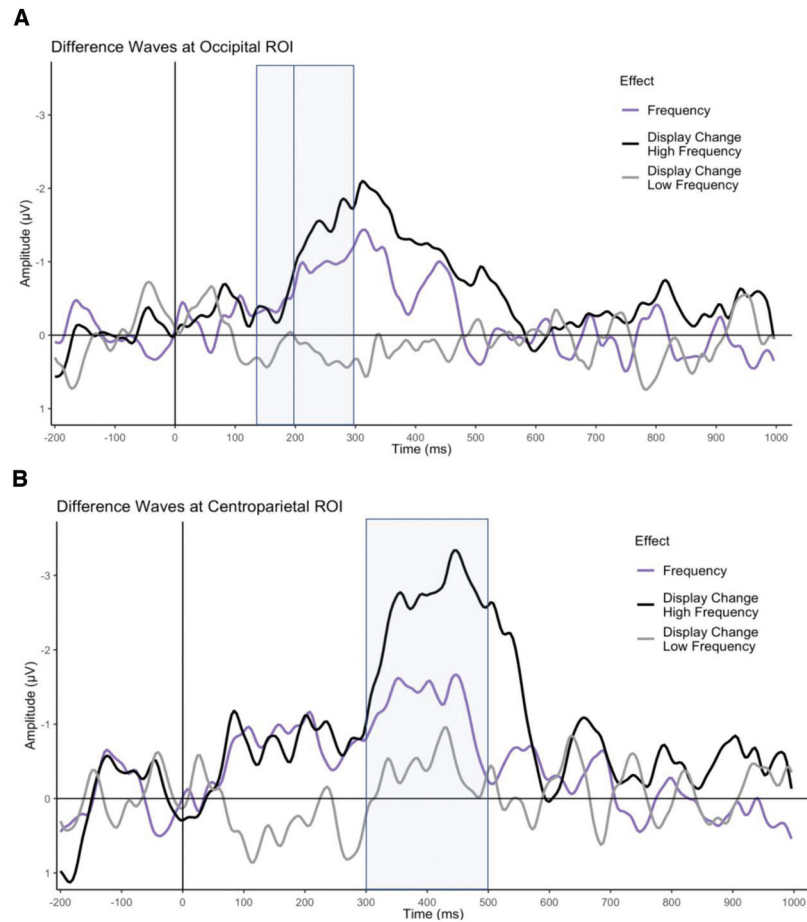 A
Difference Waves at Occipital ROI
Effect
Frequency
Display Change
High Frequency
Display Change
Low Frequency
Amplitude (µV)
-3
-2
-1
0
1
-200 -100 0 100 200 300 400 500 600 700 800 900 1000
Time (ms)
B
Difference Waves at Centroparietal ROI
Effect
Frequency
Display Change
High Frequency
Display Change
Low Frequency
Amplitude (µV)
-3
-2
-1
0
1
-200 -100 0 100 200 300 400 500 600 700 800 900 1000
Time (ms)